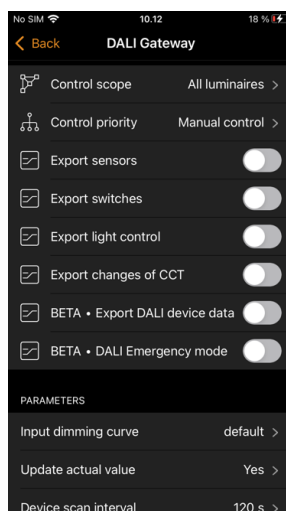 No SIM 10.12 18 %
Back DALI Gateway
Control scope All luminaires
Control priority Manual control
Export sensors
Export switches
Export light control
Export changes of CCT
BETA • Export DALI device data
BETA • DALI Emergency mode
PARAMETERS
Input dimming curve default
Update actual value Yes
Device scan interval 120 s